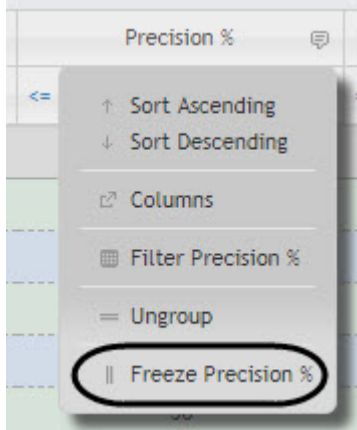 Precision %
<=
Sort Ascending
Sort Descending
Columns
Filter Precision %
Ungroup
Freeze Precision %